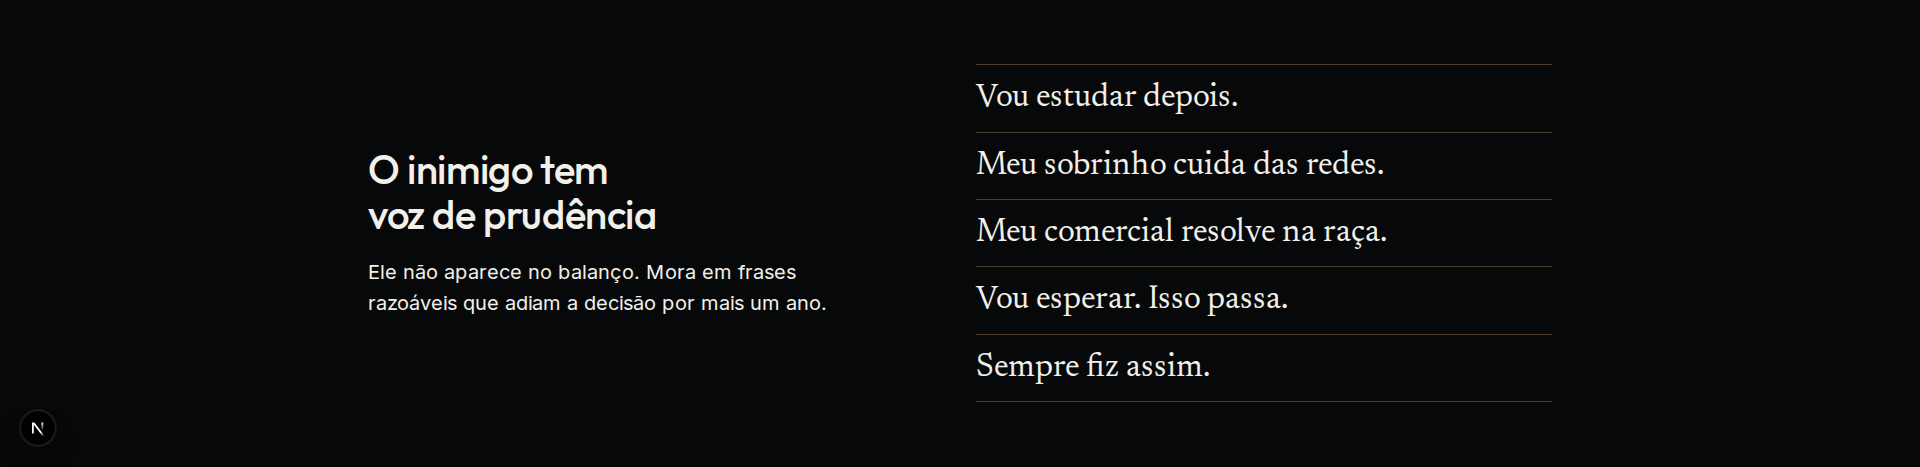 O inimigo tem
voz de prudência
Ele não aparece no balanço. Mora em frases
razoáveis que adiam a decisão por mais um ano.
Vou estudar depois.
Meu sobrinho cuida das redes.
Meu comercial resolve na raça.
Vou esperar. Isso passa.
Sempre fiz assim.
N